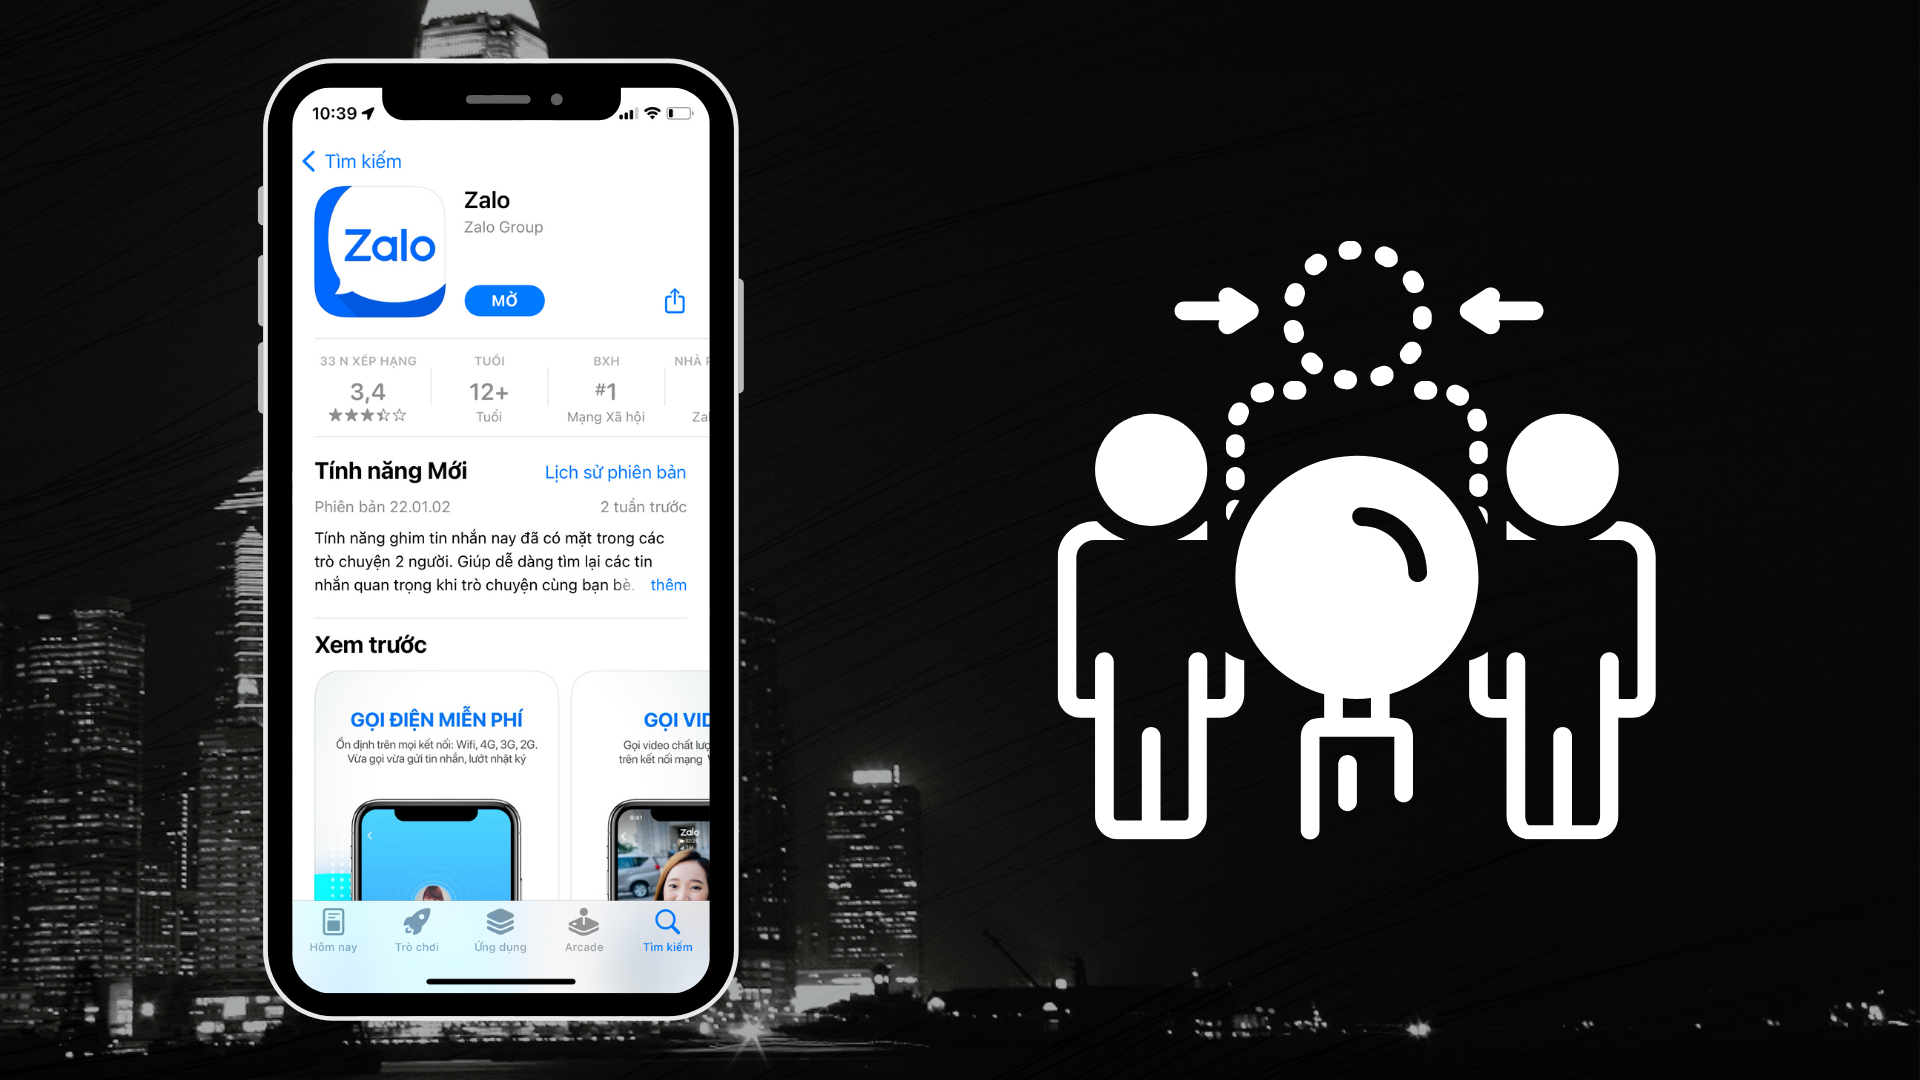 10:39
Tìm kiếm
Zalo
Zalo
Zalo Group
MỞ
33 N XẾP HẠNG
TUỔI
BXH
NHÀ
3,4
12+
#1
Tuổi
Mạng Xã hội
Zal
Tính năng Mới
Lịch sử phiên bản
Phiên bản 22.01.02
2 tuần trước
Tính năng ghim tin nhắn nay đã có mặt trong các
trò chuyện 2 người. Giúp dễ dàng tìm lại các tin
nhắn quan trọng khi trò chuyện cùng bạn bè.
thêm
Xem trước
GỌI ĐIỆN MIỄN PHÍ
GỌI VID
Ổn định trên mọi kết nối: Wifi, 4G, 3G, 2G.
Vừa gọi vừa gửi tin nhắn, lướt nhật ký
Gọi video chất lượ
trên kết nối mạng
9:41
Zalo
Hôm nay
Trò chơi
Ứng dụng
Arcade
Tìm kiếm